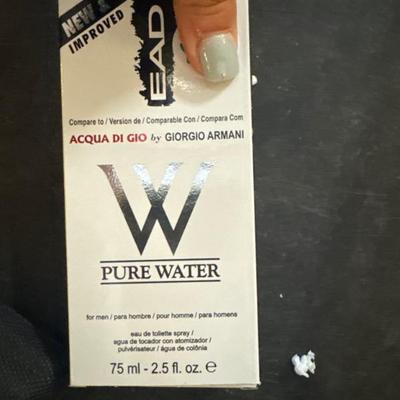 NEW &
IMPROVED
EAD
Compare to / Version de / Comparable Con / Compara Com
ACQUA DI GIO by GIORGIO ARMANI
W
PURE WATER
for men / para hombre / pour homme / para homens
eau de toilette spray /
agua de tocador con atomizador /
pulvérisateur / água de colônia
75 ml - 2.5 fl. oz. ℮